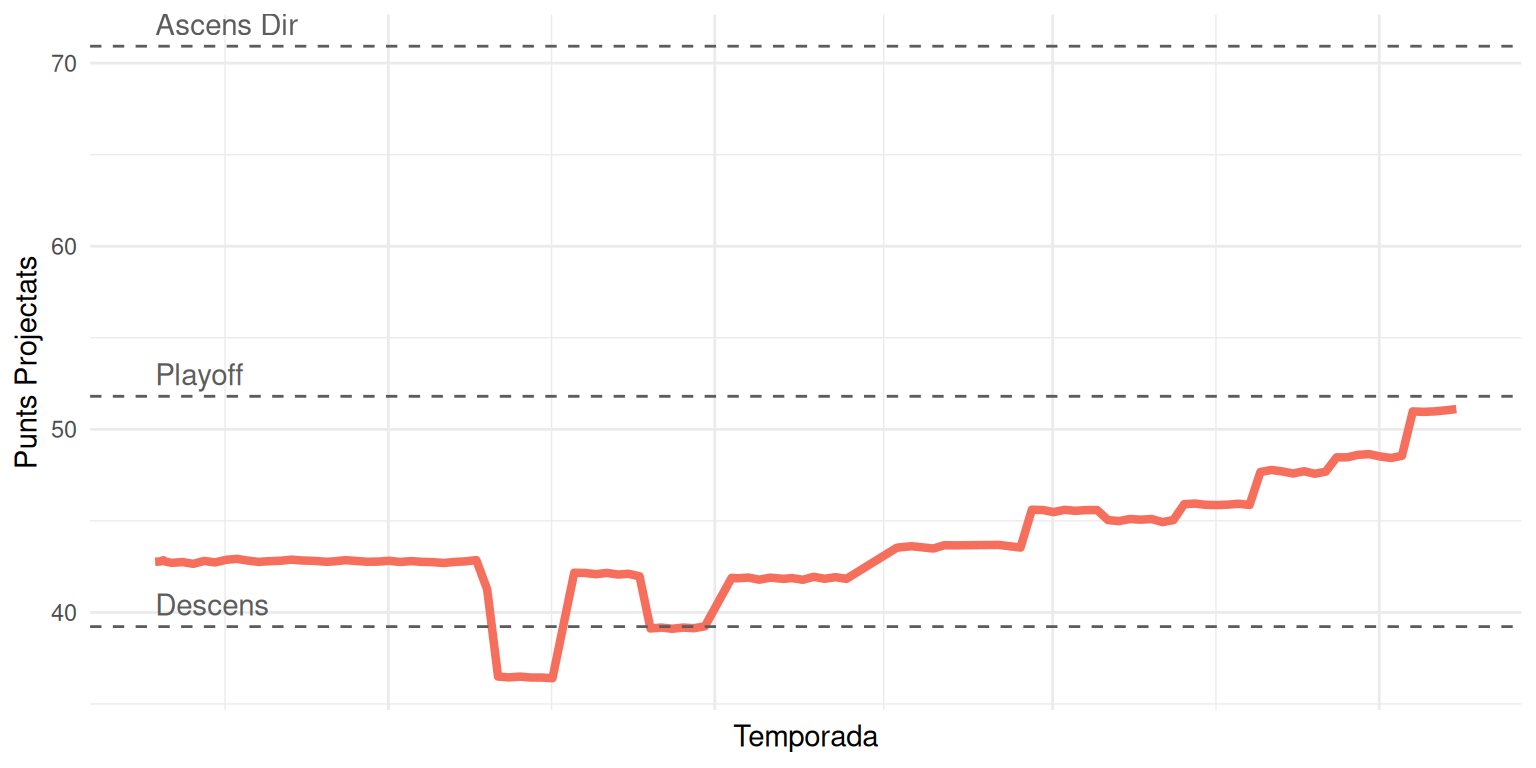 Ascens Dir
70
60
Playoff
50
Descens
40
Punts Projectats
Temporada